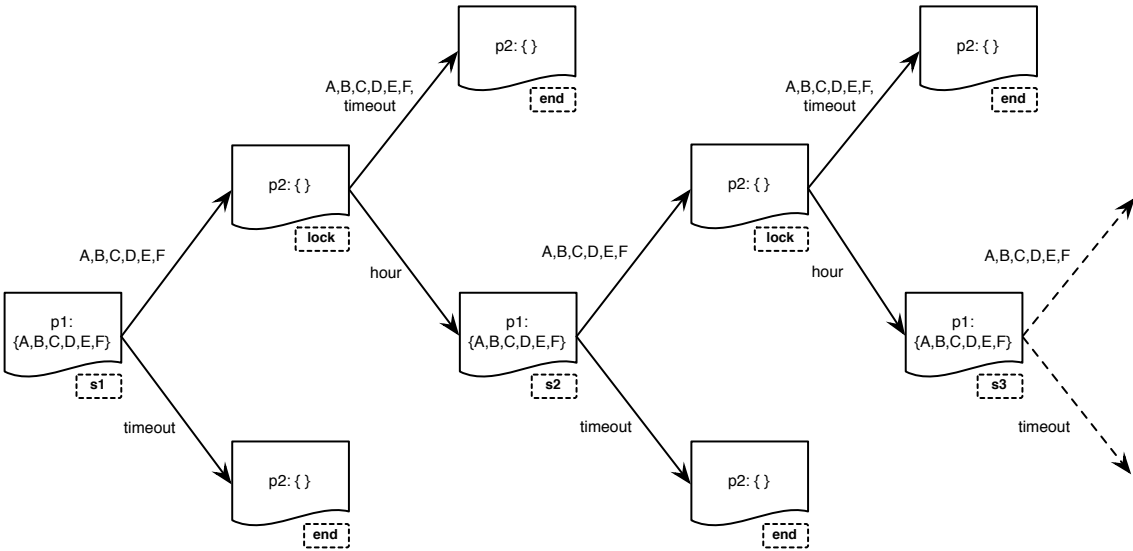 p2: { }
end
A,B,C,D,E,F,
timeout
p2: { }
lock
A,B,C,D,E,F
hour
p1:
{A,B,C,D,E,F}
s1
timeout
p2: { }
end
p2: { }
end
A,B,C,D,E,F,
timeout
p2: { }
lock
A,B,C,D,E,F
hour
p1:
{A,B,C,D,E,F}
s2
timeout
p2: { }
end
A,B,C,D,E,F
p1:
{A,B,C,D,E,F}
s3
timeout